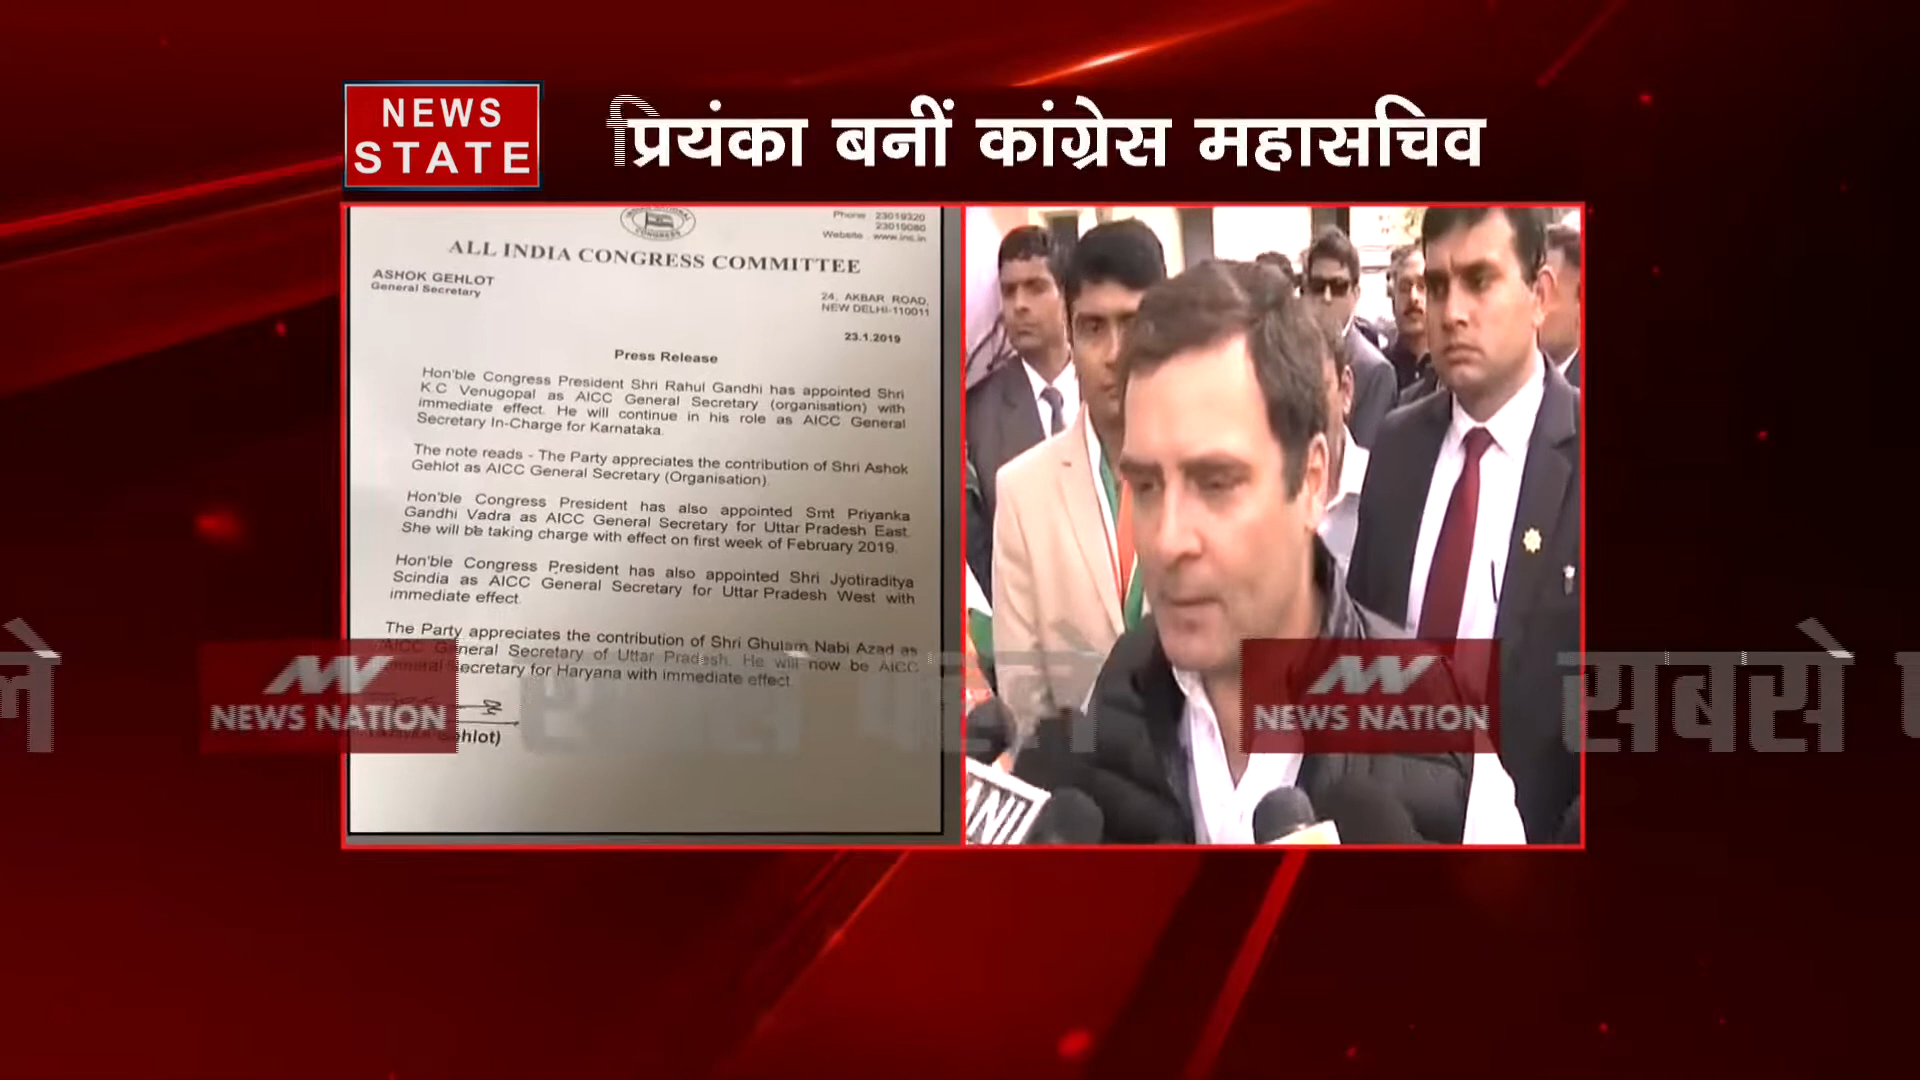 NEWS
STATE
प्रियंका बनीं कांग्रेस महासचिव
CONGRESS
Phone 23019320
23019080
Website www.inc.in
ALL INDIA CONGRESS COMMITTEE
ASHOK GEHLOT
General Secretary
24, AKBAR ROAD,
NEW DELHI-110011
23.1.2019
Press Release
Hon'ble Congress President Shri Rahul Gandhi has appointed Shri
K.C Venugopal as AICC General Secretary (organisation) with
immediate effect. He will continue in his role as AICC General
Secretary In-Charge for Karnataka.
The note reads - The Party appreciates the contribution of Shri Ashok
Gehlot as AICC General Secretary (Organisation).
Hon'ble Congress President has also appointed Smt Priyanka
Gandhi Vadra as AICC General Secretary for Uttar Pradesh East.
She will be taking charge with effect on first week of February 2019.
Hon'ble Congress President has also appointed Shri Jyotiraditya
Scindia as AICC General Secretary for Uttar Pradesh West with
immediate effect.
The Party appreciates the contribution of Shri Ghulam Nabi Azad as
AICC General Secretary of Uttar Pradesh. He will now be AICC
General Secretary for Haryana with immediate effect.
ehlot)
ANI
NEWS NATION
NEWS NATION
सबसे